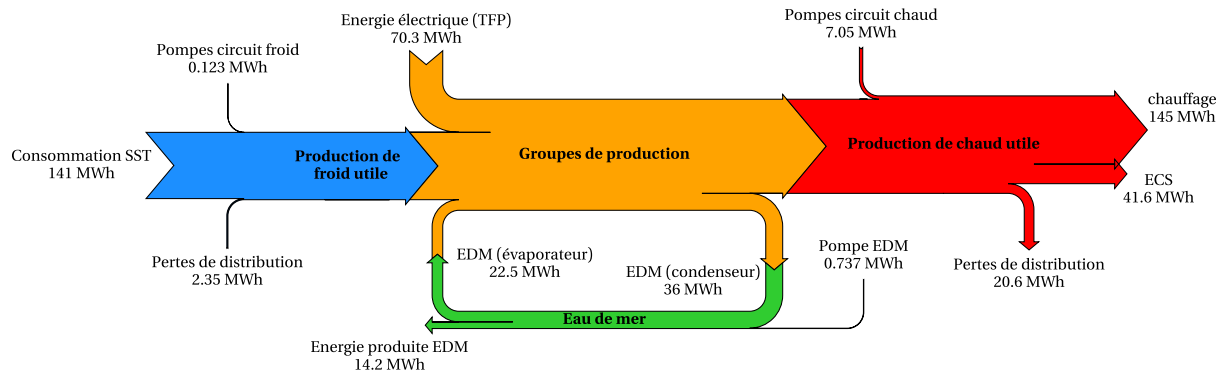 Pompes circuit chaud
7.05 MWh
Energie électrique (TFP)
70.3 MWh
Pompes circuit froid
0.123 MWh
chauffage
145 MWh
Consommation SST
141 MWh
Production de
froid utile
Groupes de production
Production de chaud utile
ECS
41.6 MWh
Pertes de distribution
2.35 MWh
EDM (évaporateur)
22.5 MWh
EDM (condenseur)
36 MWh
Pompe EDM
0.737 MWh
Pertes de distribution
20.6 MWh
Eau de mer
Energie produite EDM
14.2 MWh